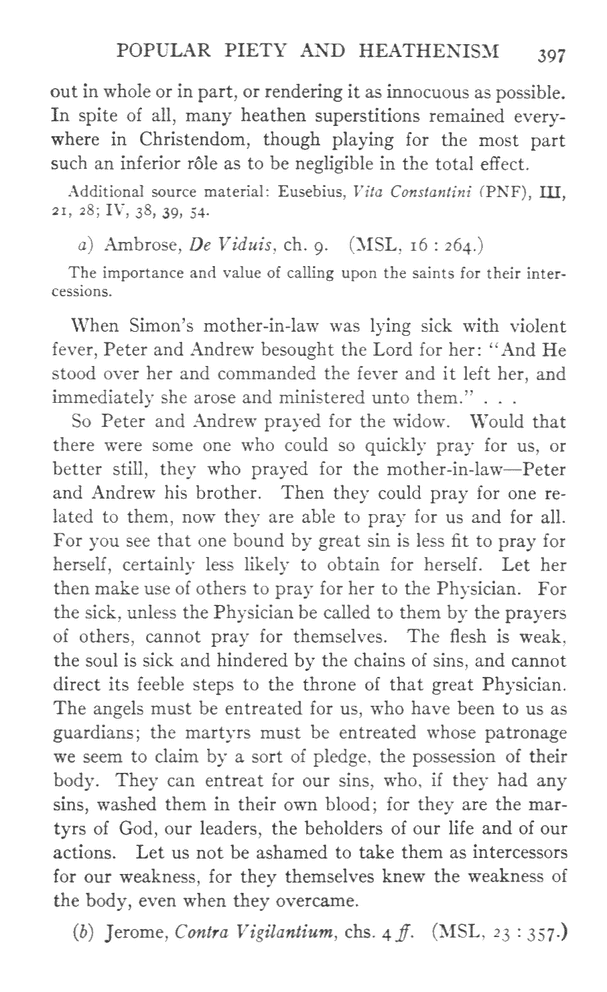 POPULAR PIETY AND HEATHENISM 397
out in whole or in part, or rendering it as innocuous as possible.
In spite of all, many heathen superstitions remained every-
where in Christendom, though playing for the most part
such an inferior rôle as to be negligible in the total effect.
Additional source material: Eusebius, Vita Constantini (PNF), III,
21, 28; IV, 38, 39, 54.
a) Ambrose, De Viduis, ch. 9. (MSL, 16 : 264.)
The importance and value of calling upon the saints for their inter-
cessions.
When Simon's mother-in-law was lying sick with violent
fever, Peter and Andrew besought the Lord for her: “And He
stood over her and commanded the fever and it left her, and
immediately she arose and ministered unto them.” . . .
So Peter and Andrew prayed for the widow. Would that
there were some one who could so quickly pray for us, or
better still, they who prayed for the mother-in-law—Peter
and Andrew his brother. Then they could pray for one re-
lated to them, now they are able to pray for us and for all.
For you see that one bound by great sin is less fit to pray for
herself, certainly less likely to obtain for herself. Let her
then make use of others to pray for her to the Physician. For
the sick, unless the Physician be called to them by the prayers
of others, cannot pray for themselves. The flesh is weak,
the soul is sick and hindered by the chains of sins, and cannot
direct its feeble steps to the throne of that great Physician.
The angels must be entreated for us, who have been to us as
guardians; the martyrs must be entreated whose patronage
we seem to claim by a sort of pledge, the possession of their
body. They can entreat for our sins, who, if they had any
sins, washed them in their own blood; for they are the mar-
tyrs of God, our leaders, the beholders of our life and of our
actions. Let us not be ashamed to take them as intercessors
for our weakness, for they themselves knew the weakness of
the body, even when they overcame.
(b) Jerome, Contra Vigilantium, chs. 4 ff. (MSL, 23 : 357.)